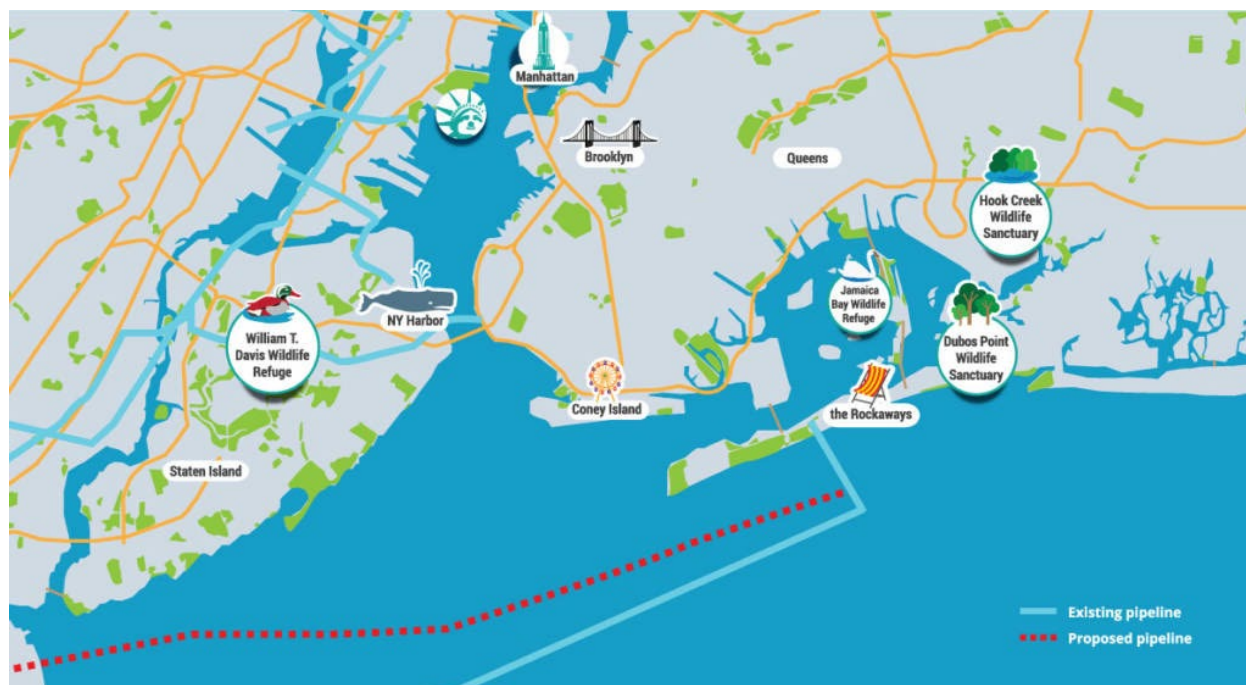 Manhattan
Brooklyn
Queens
Hook Creek
Wildlife
Sanctuary
Jamaica
Bay Wildlife
Refuge
NY Harbor
William T.
Davis Wildlife
Refuge
Dubos Point
Wildlife
Sanctuary
Coney Island
the Rockaways
Staten Island
Existing pipeline
Proposed pipeline